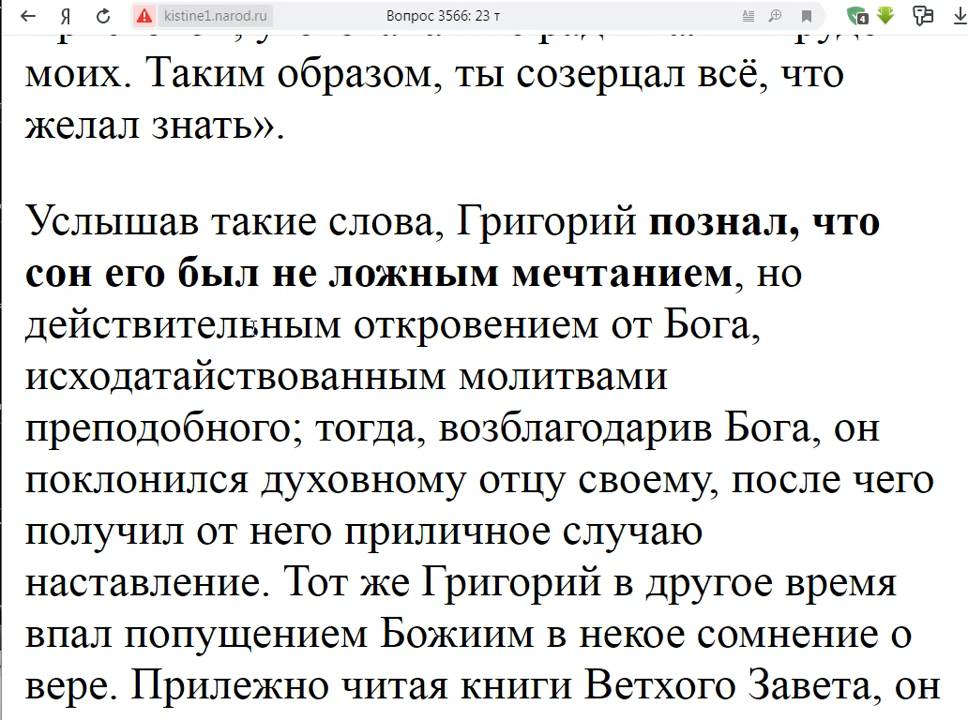 Я
kistine1.narod.ru
Вопрос 3566: 23 т
4
моих. Таким образом, ты созерцал всё, что
желал знать».
Услышав такие слова, Григорий познал, что
сон его был не ложным мечтанием, но
действительным откровением от Бога,
исходатайствованным молитвами
преподобного; тогда, возблагодарив Бога, он
поклонился духовному отцу своему, после чего
получил от него приличное случаю
наставление. Тот же Григорий в другое время
впал попущением Божиим в некое сомнение о
вере. Прилежно читая книги Ветхого Завета, он